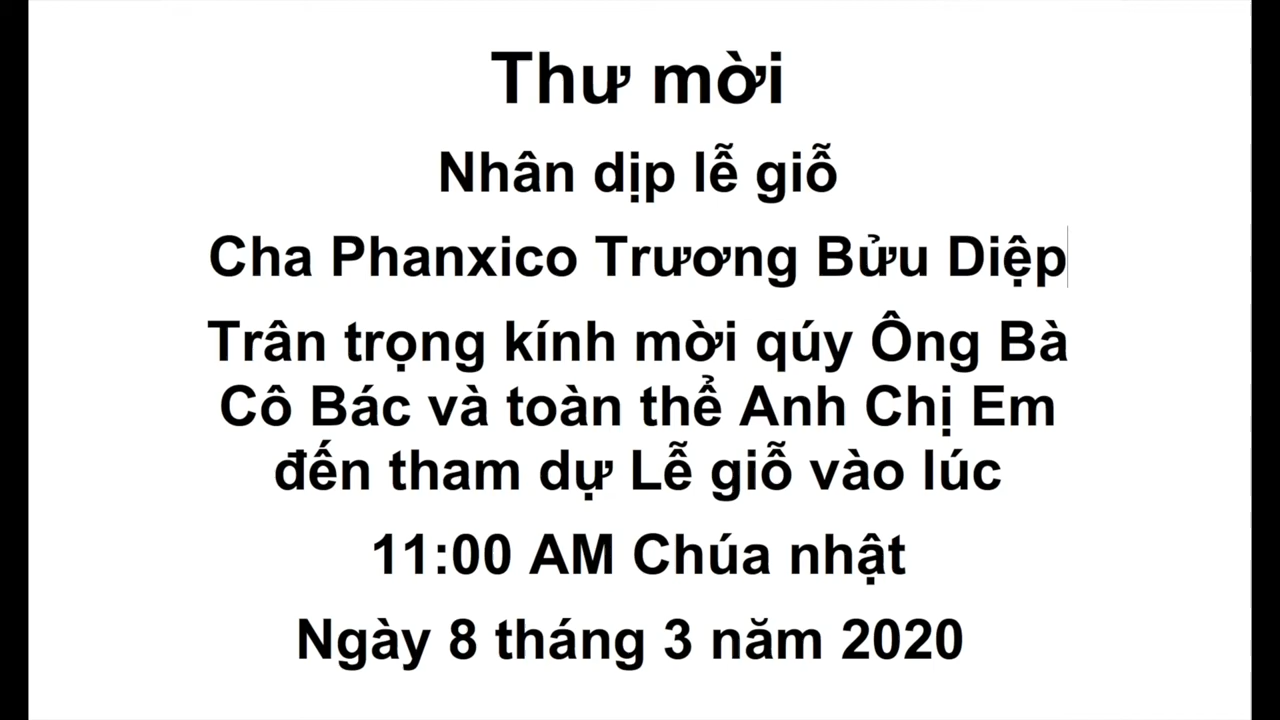 Thư mời
Nhân dịp lễ giỗ
Cha Phanxico Trương Bửu Diệp
Trân trọng kính mời qúy Ông Bà
Cô Bác và toàn thể Anh Chị Em
đến tham dự Lễ giỗ vào lúc
11:00 AM Chúa nhật
Ngày 8 tháng 3 năm 2020